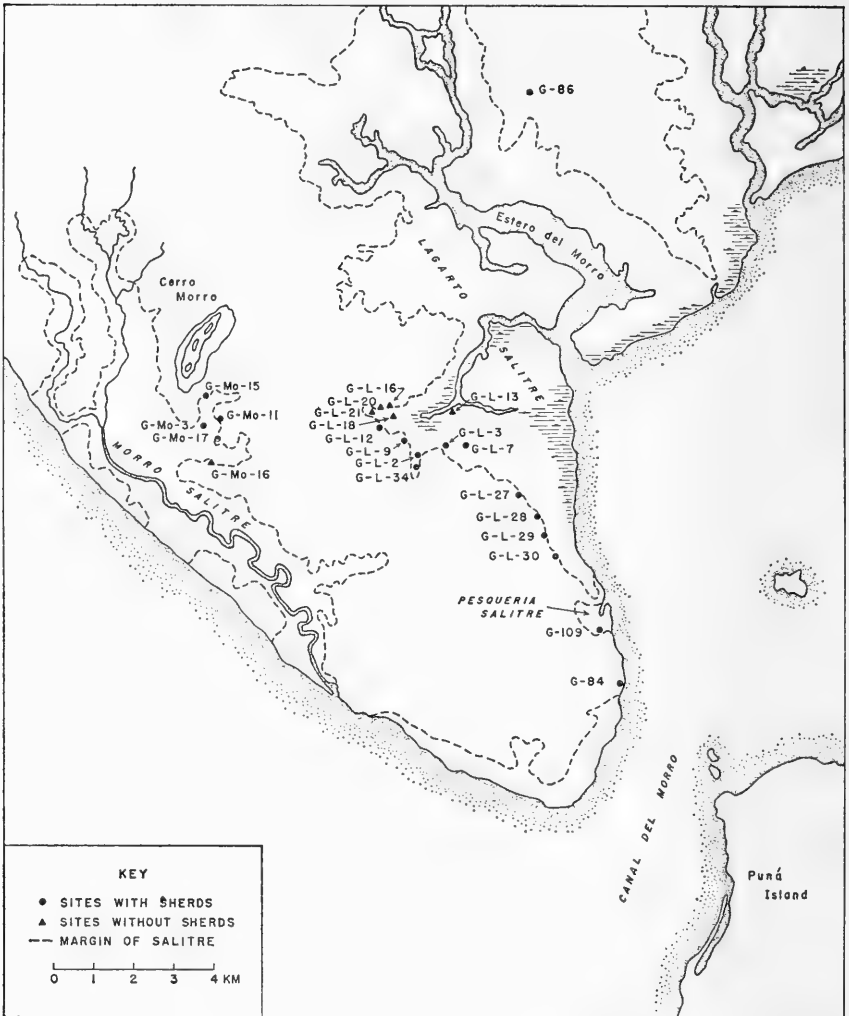 G-86
Estero del Morro
LAGARTO
SALITRE
Cerro
Morro
G-Mo-15
G-Mo-11
G-Mo-3
G-Mo-17
G-Mo-16
MORRO
SALITRE
G-L-16
G-L-20
G-L-21
G-L-18
G-L-12
G-L-9
G-L-2
G-L-34
G-L-13
G-L-3
G-L-7
G-L-27
G-L-28
G-L-29
G-L-30
PESQUERIA
SALITRE
G-109
G-84
CANAL DEL MORRO
Puná
Island
KEY
SITES WITH SHERDS
SITES WITHOUT SHERDS
MARGIN OF SALITRE
0 1 2 3 4 KM